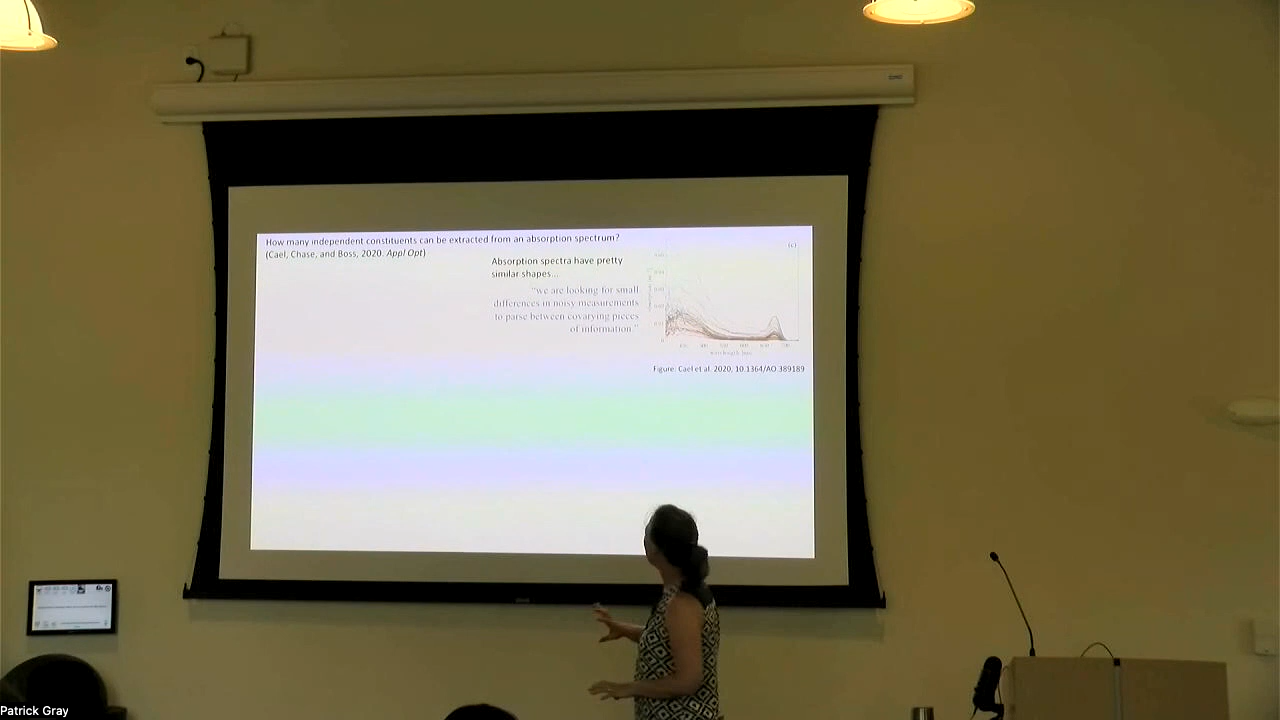 How many independent constituents can be extracted from an absorption spectrum?
(Cael, Chase, and Boss, 2020. Appl Opt)
Absorption spectra have pretty
similar shapes...
"we are looking for small
differences in noisy measurements
to parse between covarying pieces
of information."
(c)
wavelength [nm]
Figure: Cael et al. 2020, 10.1364/AO.389189
Patrick Gray